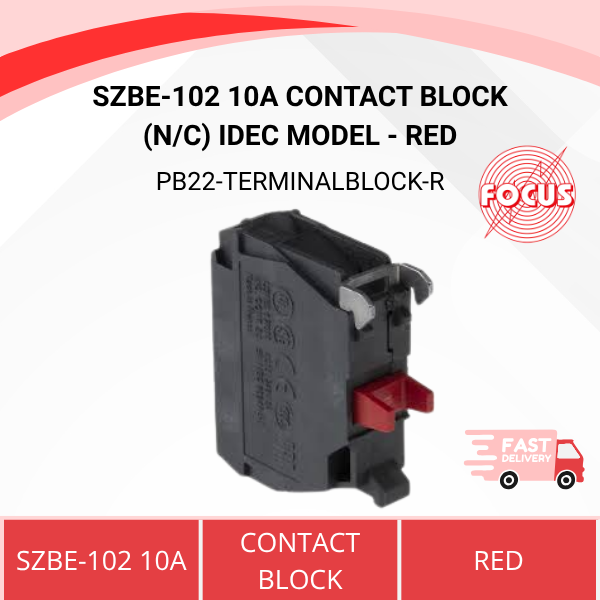 SZBE-102 10A CONTACT BLOCK
(N/C) IDEC MODEL - RED
PB22-TERMINALBLOCK-R
FOCUS
FAST
DELIVERY
SZBE-102 10A
CONTACT
BLOCK
RED